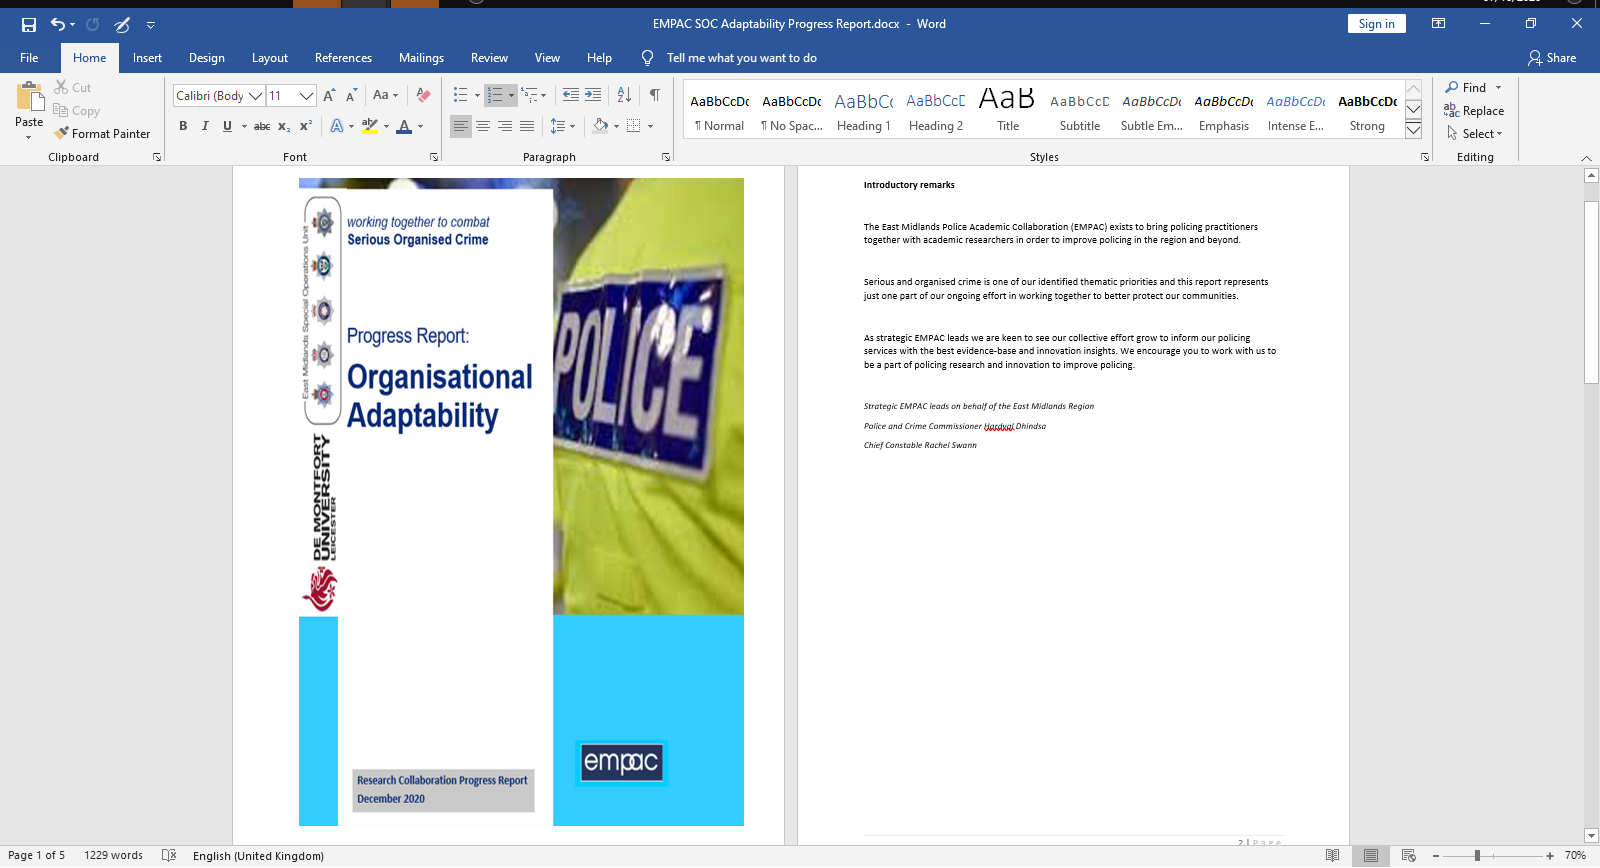 EMPAC SOC Adaptability Progress Report.docx - Word
Sign in
File Home Insert Design Layout References Mailings Review View Help Tell me what you want to do
Share
Paste
Cut
Copy
Format Painter
Clipboard
Calibri (Body 11
Font
Paragraph
AaBbCcDc AaBbCcDc AaBbCc AaBbCcD AaB AaBbCcD AaBbCcDc AaBbCcDc AaBbCcDc AaBbCcDc
¶ Normal ¶ No Spac... Heading 1 Heading 2 Title Subtitle Subtle Em... Emphasis Intense E... Strong
Styles
Find
Replace
Select
Editing
working together to combat
Serious Organised Crime
East Midlands Special Operations Unit
Progress Report:
Organisational
Adaptability
POLICE
DE MONTFORT
UNIVERSITY
LEICESTER
empac
Research Collaboration Progress Report
December 2020
Introductory remarks
The East Midlands Police Academic Collaboration (EMPAC) exists to bring policing practitioners
together with academic researchers in order to improve policing in the region and beyond.
Serious and organised crime is one of our identified thematic priorities and this report represents
just one part of our ongoing effort in working together to better protect our communities.
As strategic EMPAC leads we are keen to see our collective effort grow to inform our policing
services with the best evidence-base and innovation insights. We encourage you to work with us to
be a part of policing research and innovation to improve policing.
Strategic EMPAC leads on behalf of the East Midlands Region
Police and Crime Commissioner Hardyal Dhindsa
Chief Constable Rachel Swann
2 | Page
Page 1 of 5 1229 words English (United Kingdom)
70%